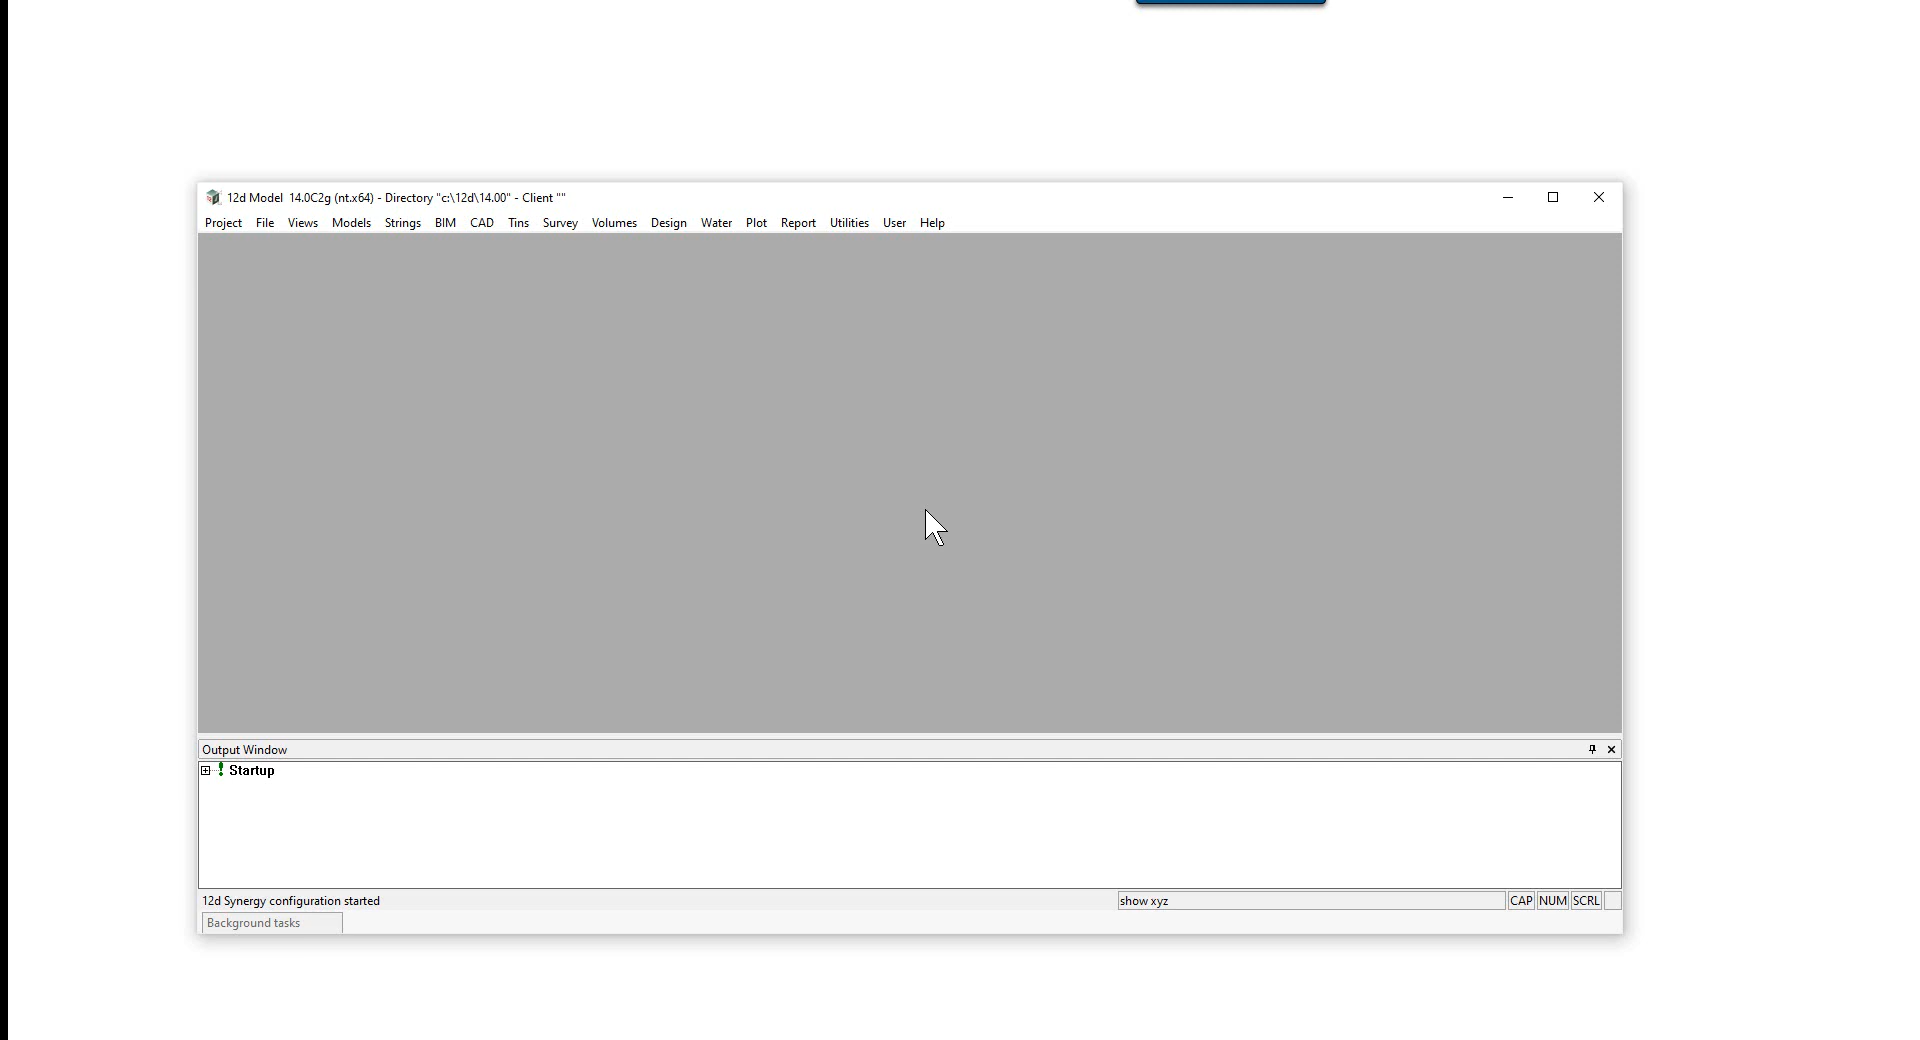 12d Model 14.0C2g (nt.x64) - Directory "c:\12d\14.00" - Client ""
Project File Views Models Strings BIM CAD Tins Survey Volumes Design Water Plot Report Utilities User Help
Output Window
Startup
12d Synergy configuration started show xyz CAP NUM SCRL
Background tasks